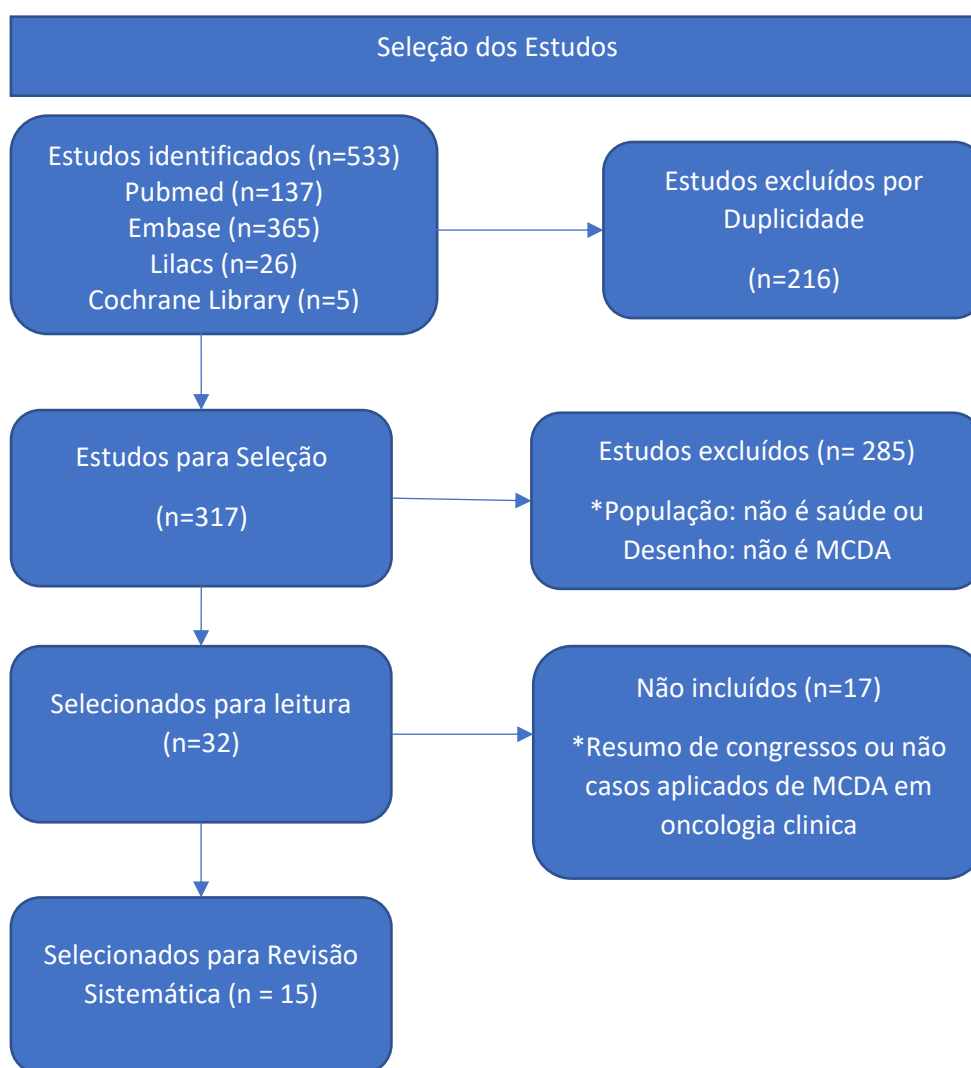 Seleção dos Estudos
Estudos identificados (n=533)
Pubmed (n=137)
Embase (n=365)
Lilacs (n=26)
Cochrane Library (n=5)
Estudos excluídos por
Duplicidade
(n=216)
Estudos para Seleção
(n=317)
Estudos excluídos (n= 285)
*População: não é saúde ou
Desenho: não é MCDA
Selecionados para leitura
(n=32)
Não incluídos (n=17)
*Resumo de congressos ou não
casos aplicados de MCDA em
oncologia clinica
Selecionados para Revisão
Sistemática (n = 15)